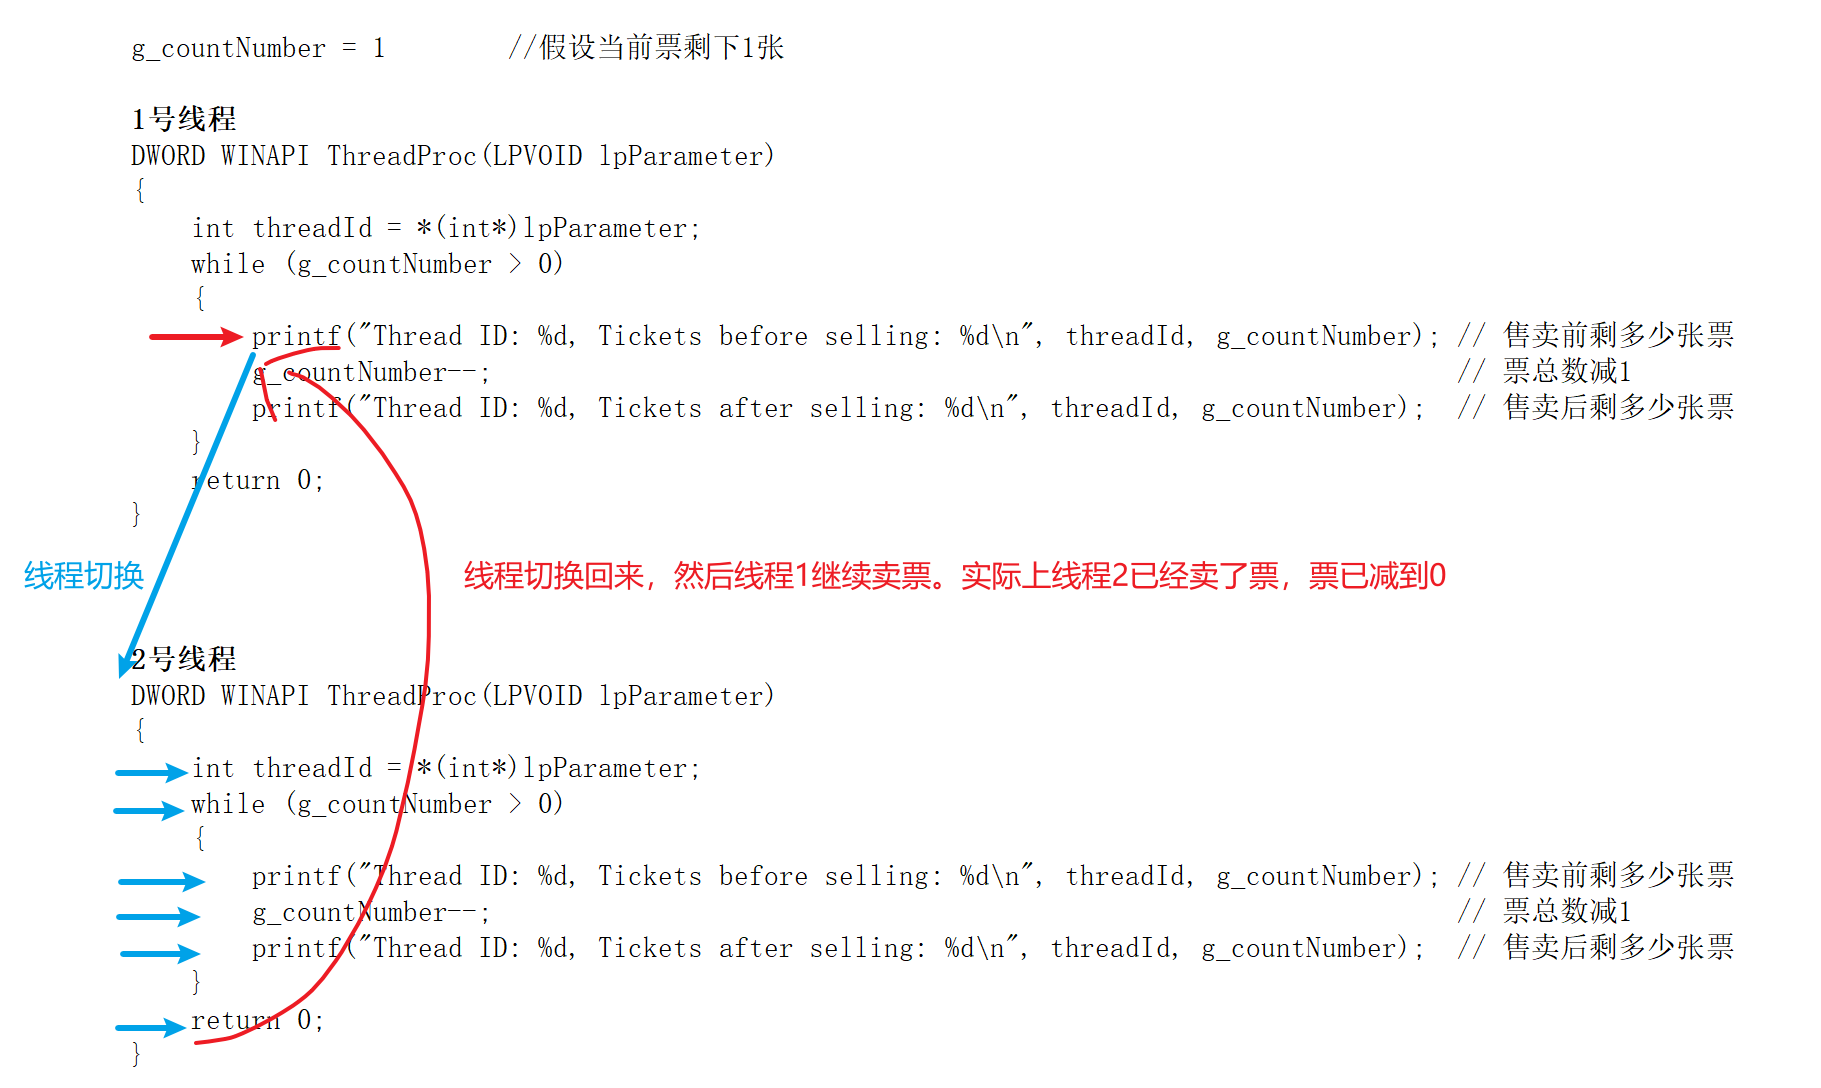 g_countNumber = 1        //假设当前票剩下1张
1号线程
DWORD WINAPI ThreadProc(LPVOID lpParameter)
{
    int threadId = *(int*)lpParameter;
    while (g_countNumber > 0)
    {
        printf("Thread ID: %d, Tickets before selling: %d\n", threadId, g_countNumber); // 售卖前剩多少张票
        g_countNumber--;                                                                // 票总数减1
        printf("Thread ID: %d, Tickets after selling: %d\n", threadId, g_countNumber);  // 售卖后剩多少张票
    }
    return 0;
}
线程切换
线程切换回来，然后线程1继续卖票。实际上线程2已经卖了票，票已减到0
2号线程
DWORD WINAPI ThreadProc(LPVOID lpParameter)
{
    int threadId = *(int*)lpParameter;
    while (g_countNumber > 0)
    {
        printf("Thread ID: %d, Tickets before selling: %d\n", threadId, g_countNumber); // 售卖前剩多少张票
        g_countNumber--;                                                                // 票总数减1
        printf("Thread ID: %d, Tickets after selling: %d\n", threadId, g_countNumber);  // 售卖后剩多少张票
    }
    return 0;
}